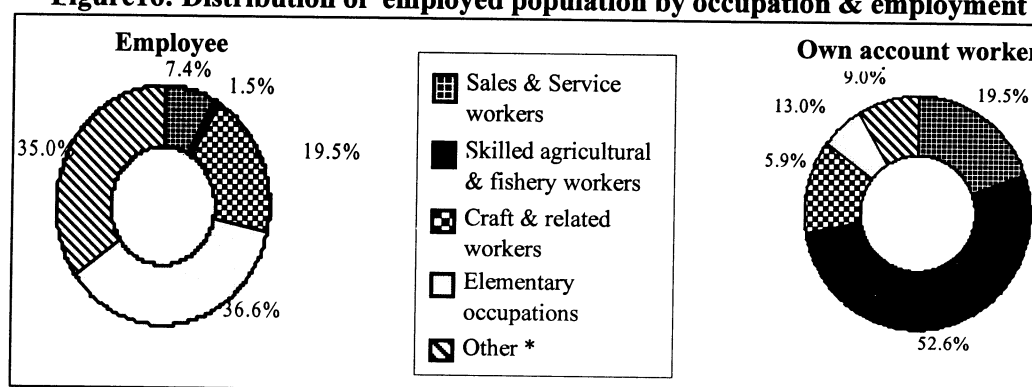 Figure16: Distribution of employed population by occupation & employment
Employee
7.4%
1.5%
19.5%
36.6%
35.0%
Sales & Service
workers
Skilled agricultural
& fishery workers
Craft & related
workers
Elementary
occupations
Other *
Own account worker
9.0%
19.5%
13.0%
5.9%
52.6%